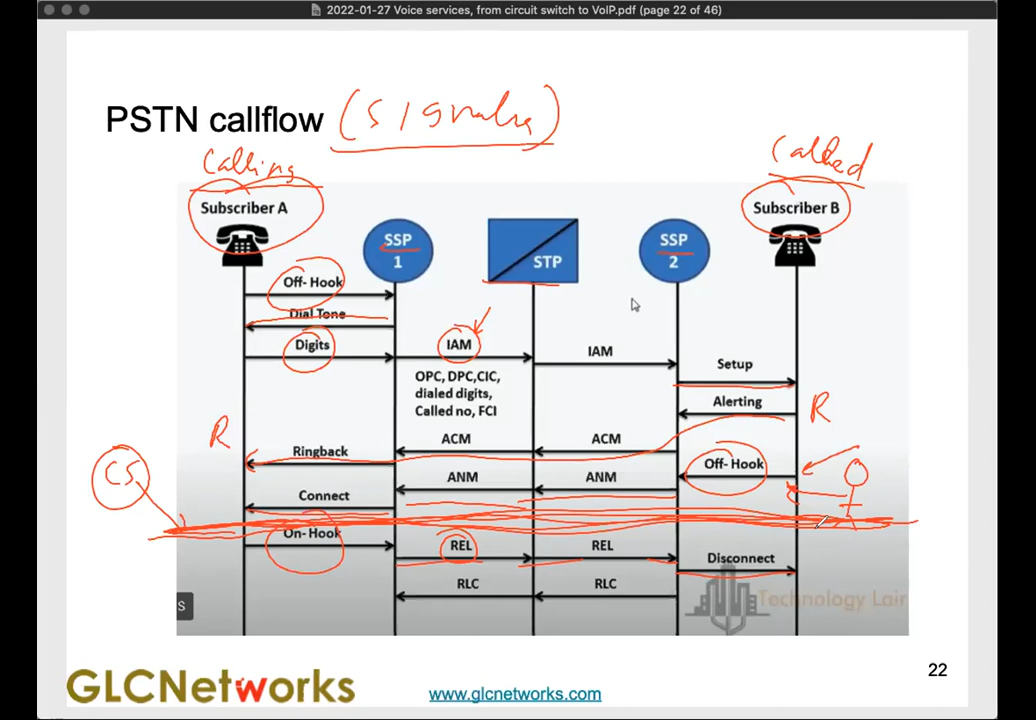 2022-01-27 Voice services, from circuit switch to VoIP.pdf (page 22 of 46)
PSTN callflow
Calling
Called
Subscriber A
Subscriber B
SSP
1
STP
SSP
2
Off- Hook
Dial Tone
Digits
IAM
IAM
OPC, DPC,CIC,
dialed digits,
Called no, FCI
Setup
Alerting
R
R
ACM
ACM
Ringback
CS
Off- Hook
ANM
ANM
Connect
On- Hook
REL
REL
Disconnect
RLC
RLC
S
Technology Lair
GLCNetworks
www.glcnetworks.com
22